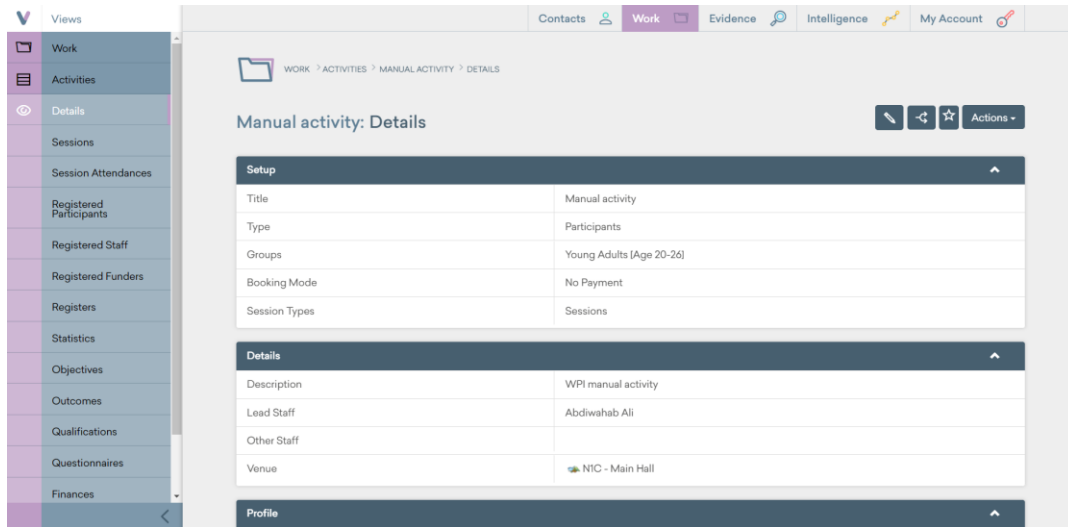 Views
Contacts
Work
Evidence
Intelligence
My Account
Work
Activities
Details
Sessions
Session Attendances
Registered
Participants
Registered Staff
Registered Funders
Registers
Statistics
Objectives
Outcomes
Qualifications
Questionnaires
Finances
WORK > ACTIVITIES > MANUAL ACTIVITY > DETAILS
Manual activity: Details
Actions
Setup
Title Manual activity
Type Participants
Groups Young Adults [Age 20-26]
Booking Mode No Payment
Session Types Sessions
Details
Description WPI manual activity
Lead Staff Abdiwahab Ali
Other Staff
Venue N1C - Main Hall
Profile